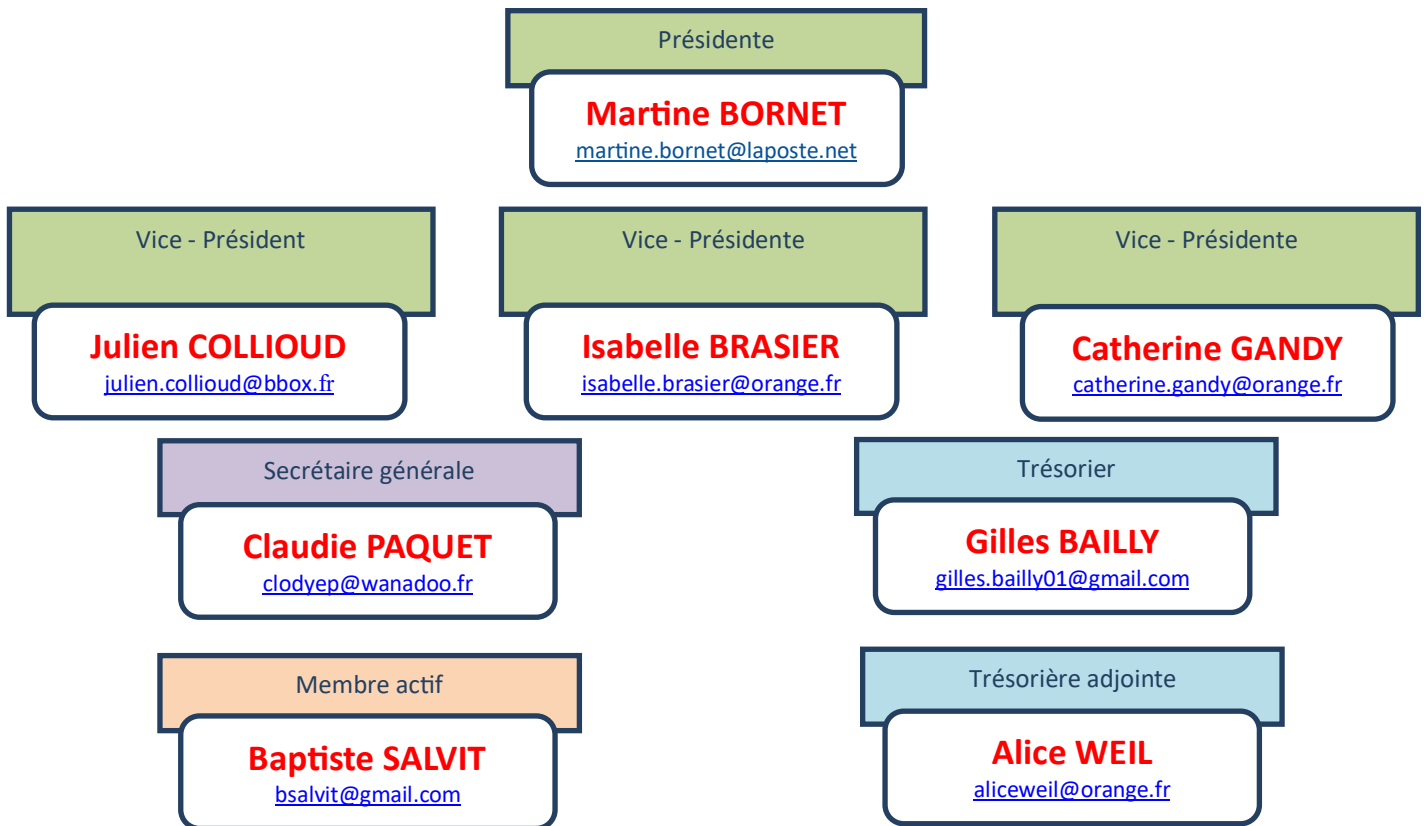 Présidente
Martine BORNET
martine.bornet@laposte.net
Vice - Président
Julien COLLIOUD
julien.collioud@bbox.fr
Vice - Présidente
Isabelle BRASIER
isabelle.brasier@orange.fr
Vice - Présidente
Catherine GANDY
catherine.gandy@orange.fr
Secrétaire générale
Claudie PAQUET
clodyep@wanadoo.fr
Trésorier
Gilles BAILLY
gilles.bailly01@gmail.com
Membre actif
Baptiste SALVIT
bsalvit@gmail.com
Trésorière adjointe
Alice WEIL
aliceweil@orange.fr